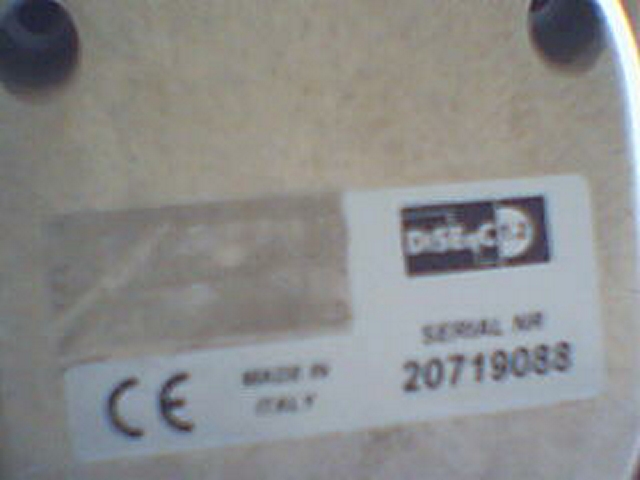 DiSEqC 1.2
SERIAL NR
20719088
CE
MADE IN
ITALY